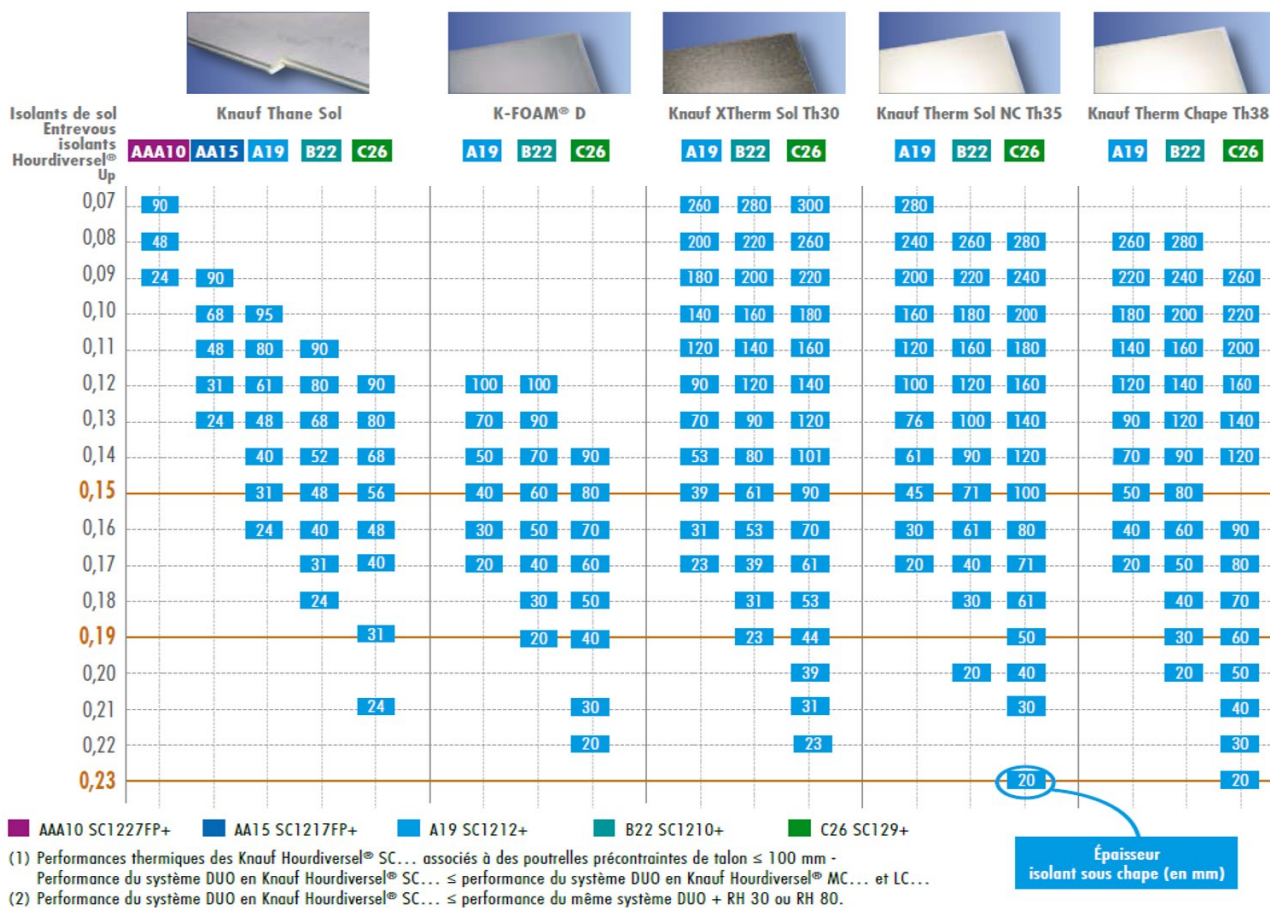 Isolants de sol
Entrevous
isolants
Hourdiversel®
Up
Knauf Thane Sol
K-FOAM® D
Knauf XTherm Sol Th30
Knauf Therm Sol NC Th35
Knauf Therm Chape Th38
AAA10 AA15 A19 B22 C26 A19 B22 C26 A19 B22 C26 A19 B22 C26 A19 B22 C26
0,07 90 260 280 300 280
0,08 48 200 220 260 240 260 280 260 280
0,09 24 90 180 200 220 200 220 240 220 240 260
0,10 68 95 140 160 180 160 180 200 180 200 220
0,11 48 80 90 120 140 160 120 160 180 140 160 200
0,12 31 61 80 90 100 100 90 120 140 100 120 160 120 140 160
0,13 24 48 68 80 70 90 70 90 120 76 100 140 90 120 140
0,14 40 52 68 50 70 90 53 80 101 61 90 120 70 90 120
0,15 31 48 56 40 60 80 39 61 90 45 71 100 50 80
0,16 24 40 48 30 50 70 31 53 70 30 61 80 40 60 90
0,17 31 40 20 40 60 23 39 61 20 40 71 20 50 80
0,18 24 30 50 31 53 30 61 40 70
0,19 31 20 40 23 44 50 30 60
0,20 39 20 40 20 50
0,21 24 30 31 30 40
0,22 20 23 30
0,23 20 20
AAA10 SC1227FP+ AA15 SC1217FP+ A19 SC1212+ B22 SC1210+ C26 SC129+
Épaisseur
isolant sous chape (en mm)
(1) Performances thermiques des Knauf Hourdiversel® SC... associés à des poutrelles précontraintes de talon ≤ 100 mm -
Performance du système DUO en Knauf Hourdiversel® SC... ≤ performance du système DUO en Knauf Hourdiversel® MC... et LC...
(2) Performance du système DUO en Knauf Hourdiversel® SC... ≤ performance du même système DUO + RH 30 ou RH 80.